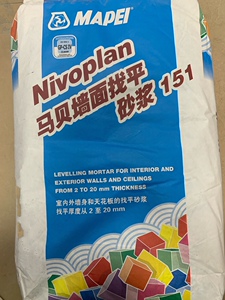 MAPEI
Nivoplan
马贝墙面找平
砂浆 151
LEVELLING MORTAR FOR INTERIOR AND
EXTERIOR WALLS AND CEILINGS
FROM 2 TO 20 mm THICKNESS
室内外墙身和天花板的找平砂浆
找平厚度从 2 至 20 mm